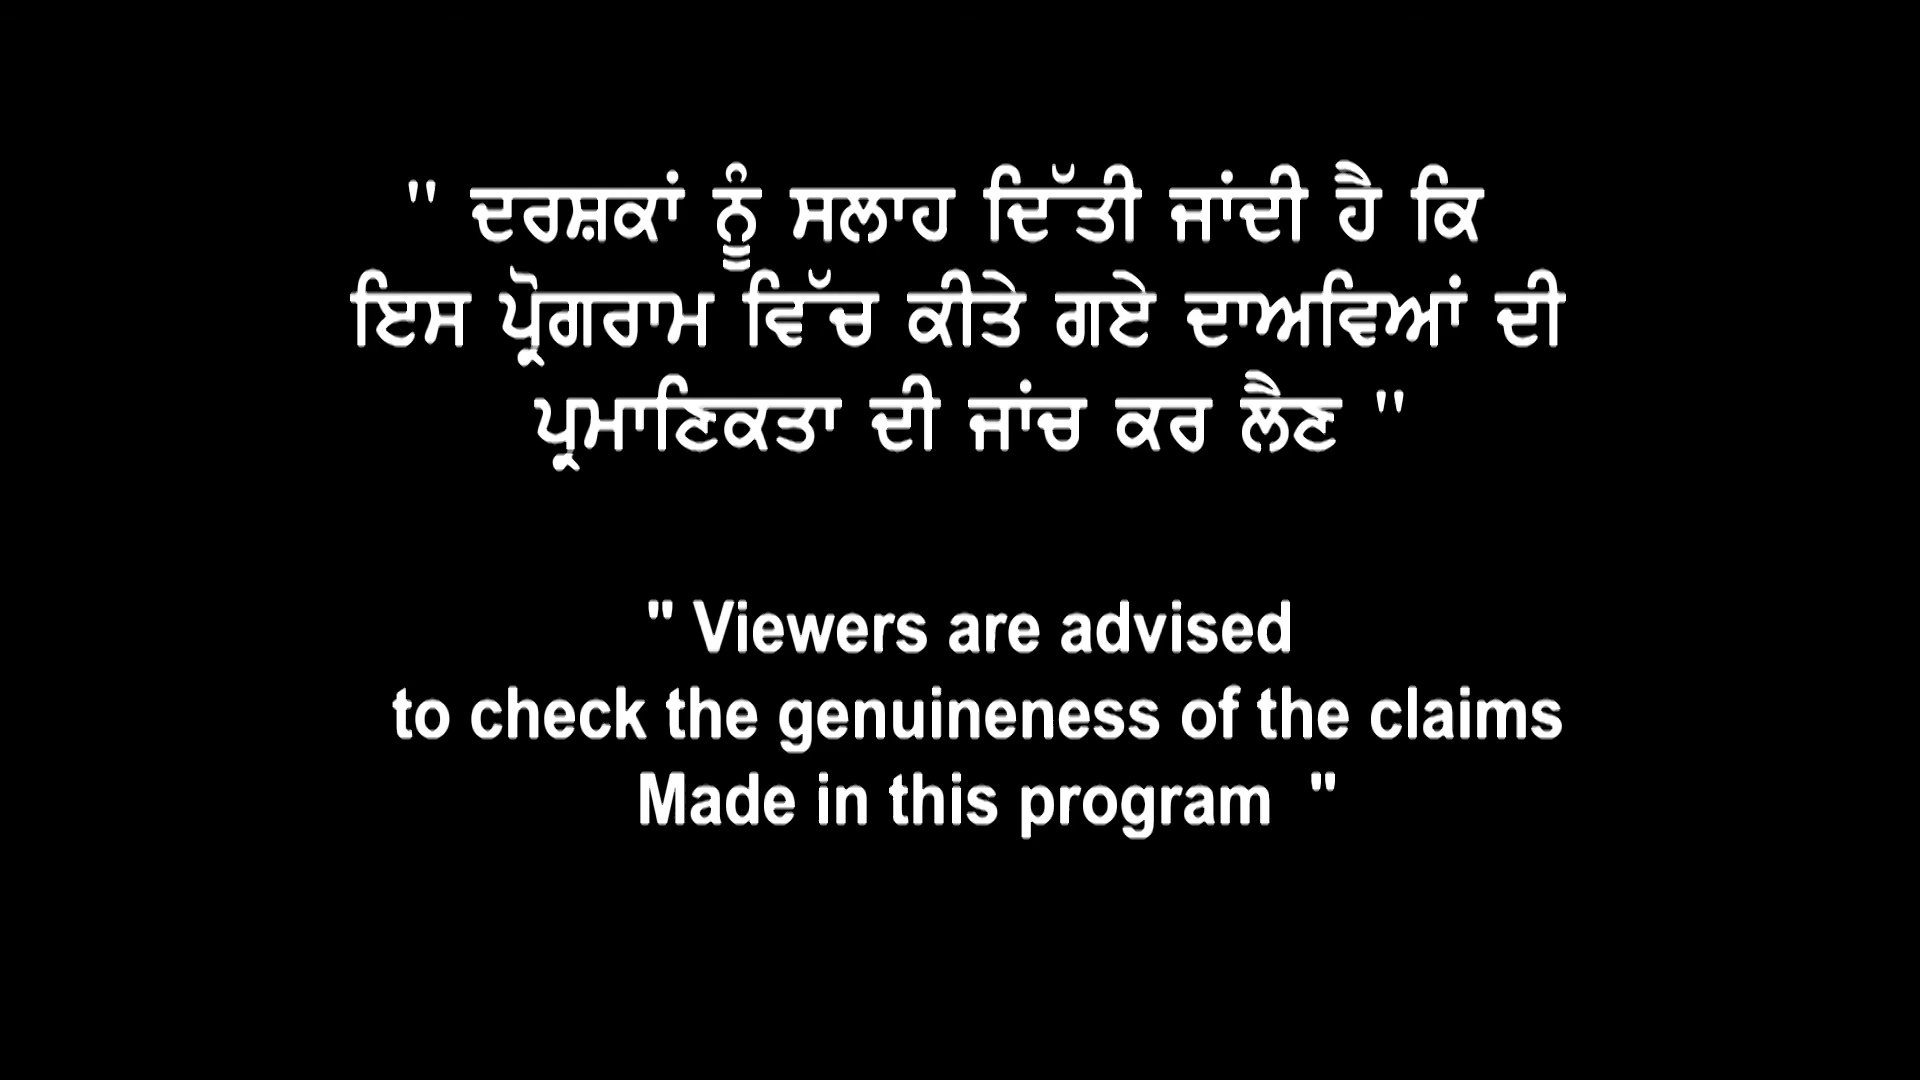 " ਦਰਸ਼ਕਾਂ ਨੂੰ ਸਲਾਹ ਦਿੱਤੀ ਜਾਂਦੀ ਹੈ ਕਿ
ਇਸ ਪ੍ਰੋਗਰਾਮ ਵਿੱਚ ਕੀਤੇ ਗਏ ਦਾਅਵਿਆਂ ਦੀ
ਪ੍ਰਮਾਣਿਕਤਾ ਦੀ ਜਾਂਚ ਕਰ ਲੈਣ "
" Viewers are advised
to check the genuineness of the claims
Made in this program "